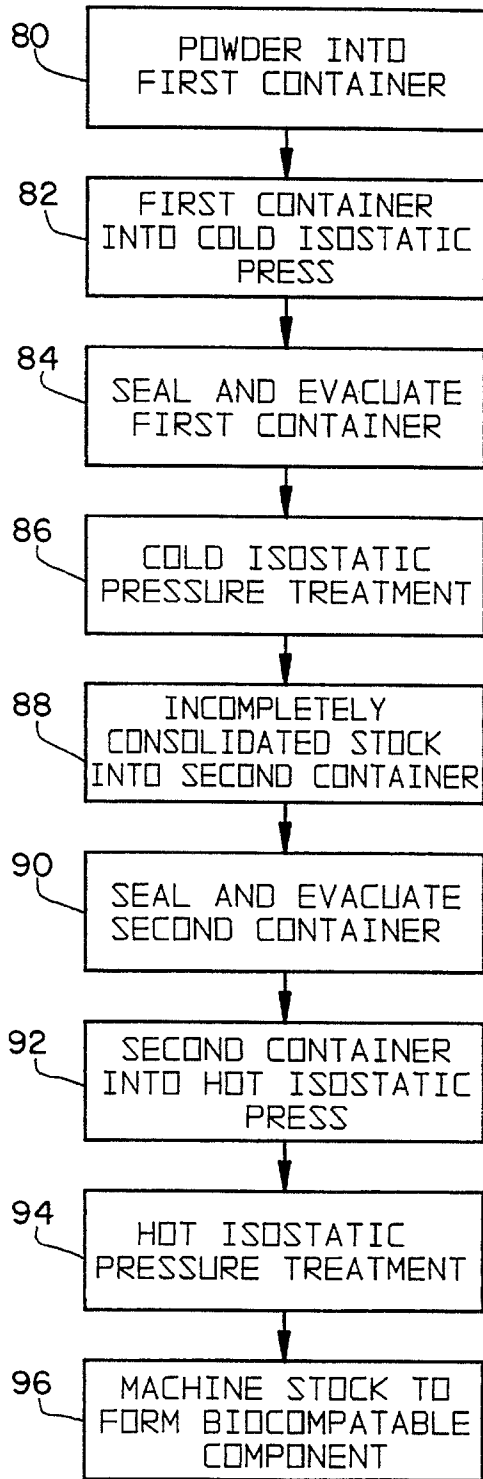 80
POWDER INTO
FIRST CONTAINER
82
FIRST CONTAINER
INTO COLD ISOSTATIC
PRESS
84
SEAL AND EVACUATE
FIRST CONTAINER
86
COLD ISOSTATIC
PRESSURE TREATMENT
88
INCOMPLETELY
CONSOLIDATED STOCK
INTO SECOND CONTAINER
90
SEAL AND EVACUATE
SECOND CONTAINER
92
SECOND CONTAINER
INTO HOT ISOSTATIC
PRESS
94
HOT ISOSTATIC
PRESSURE TREATMENT
96
MACHINE STOCK TO
FORM BIOCOMPATABLE
COMPONENT